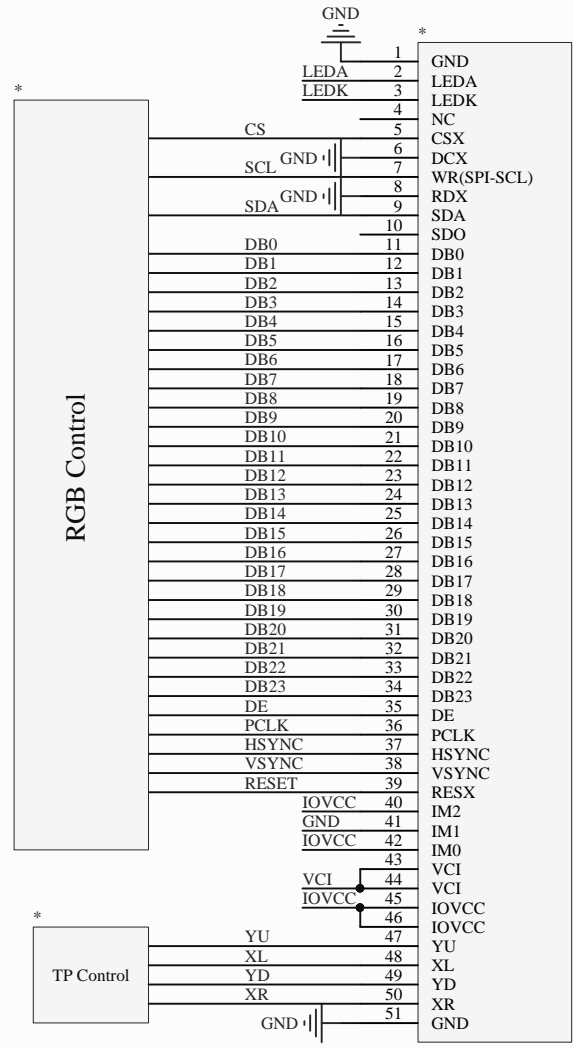 GND
*
1 GND
LEDA 2 LEDA
LEDK 3 LEDK
*
4 NC
CS 5 CSX
GND 6 DCX
SCL 7 WR(SPI-SCL)
GND 8 RDX
SDA 9 SDA
10 SDO
DB0 11 DB0
DB1 12 DB1
DB2 13 DB2
DB3 14 DB3
DB4 15 DB4
DB5 16 DB5
DB6 17 DB6
DB7 18 DB7
DB8 19 DB8
DB9 20 DB9
DB10 21 DB10
DB11 22 DB11
DB12 23 DB12
DB13 24 DB13
DB14 25 DB14
DB15 26 DB15
DB16 27 DB16
DB17 28 DB17
DB18 29 DB18
DB19 30 DB19
DB20 31 DB20
DB21 32 DB21
DB22 33 DB22
DB23 34 DB23
DE 35 DE
PCLK 36 PCLK
HSYNC 37 HSYNC
VSYNC 38 VSYNC
RESET 39 RESX
RGB Control
IOVCC 40 IM2
GND 41 IM1
IOVCC 42 IM0
43 VCI
VCI 44 VCI
IOVCC 45 IOVCC
46 IOVCC
*
YU 47 YU
XL 48 XL
YD 49 YD
XR 50 XR
TP Control
GND 51 GND